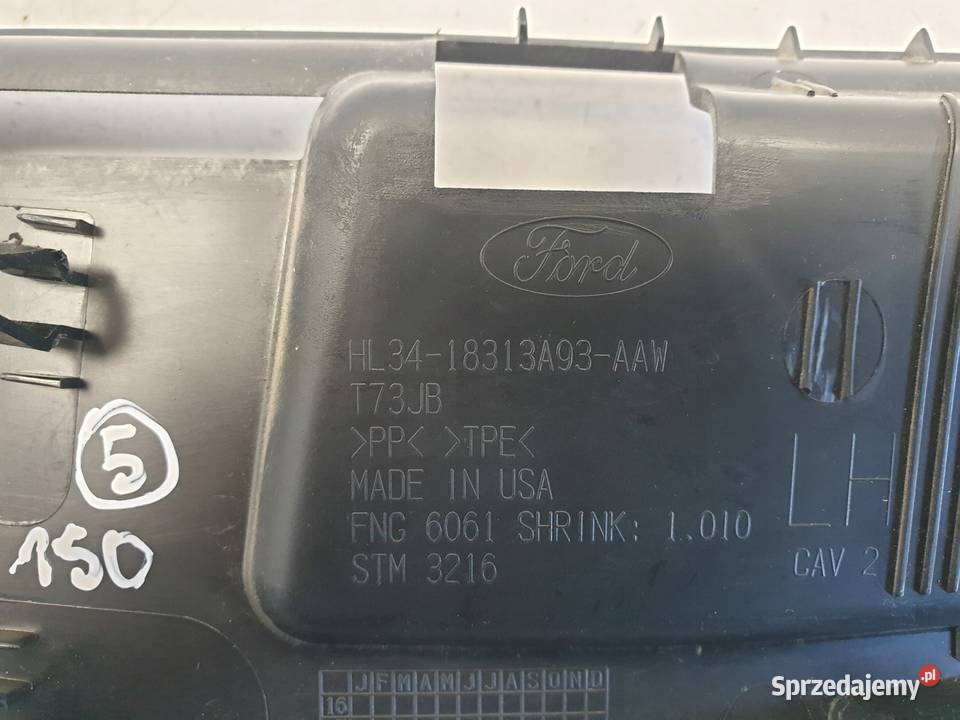 Ford
HL34-18313A93-AAW
T73JB
>PP< >TPE<
MADE IN USA
FNG 6061 SHRINK: 1.010
STM 3216
LH
CAV 2
5
150
J F M A M J J A S O N D
16
Sprzedajemy.pl